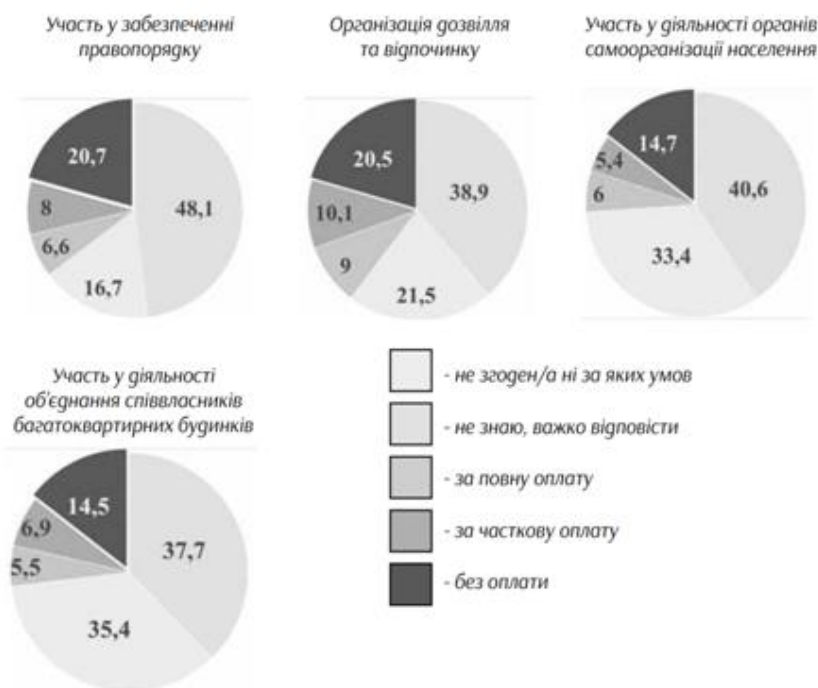 Участь у забезпеченні
правопорядку
20,7
48,1
8
6,6
16,7
Організація дозвілля
та відпочинку
20,5
38,9
10,1
9
21,5
Участь у діяльності органів
самоорганізації населення
14,7
5,4
40,6
6
33,4
Участь у діяльності
об'єднання співвласників
багатоквартирних будинків
14,5
6,9
37,7
5,5
35,4
- не згоден/а ні за яких умов
- не знаю, важко відповісти
- за повну оплату
- за часткову оплату
- без оплати